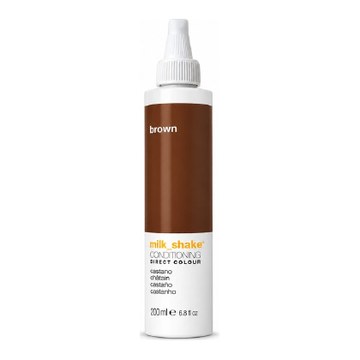 brown
milk_shake®
CONDITIONING
DIRECT COLOUR
castano
châtain
castaño
castanho
200ml ℮ 6.8 fl oz